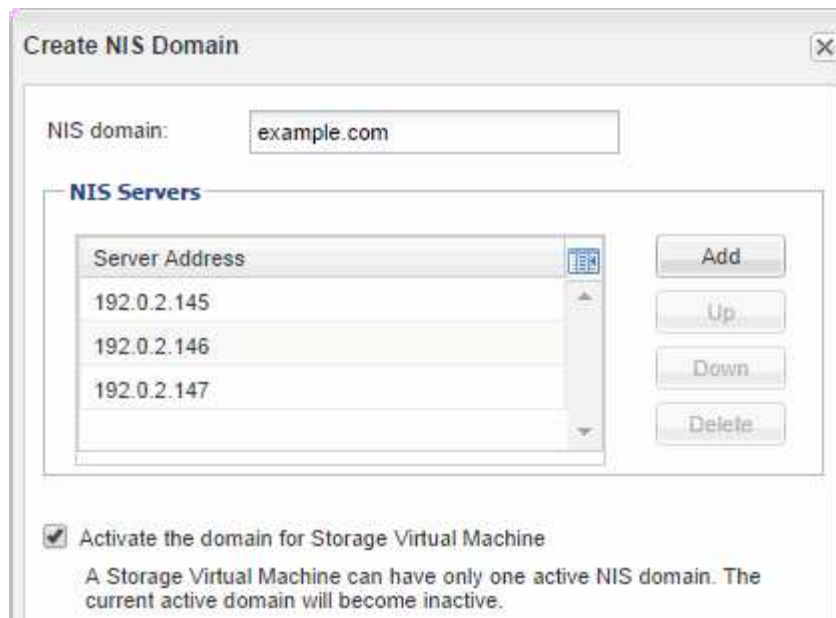 Create NIS Domain
NIS domain:
example.com
NIS Servers
Server Address
192.0.2.145
192.0.2.146
192.0.2.147
Add
Up
Down
Delete
Activate the domain for Storage Virtual Machine
A Storage Virtual Machine can have only one active NIS domain. The
current active domain will become inactive.